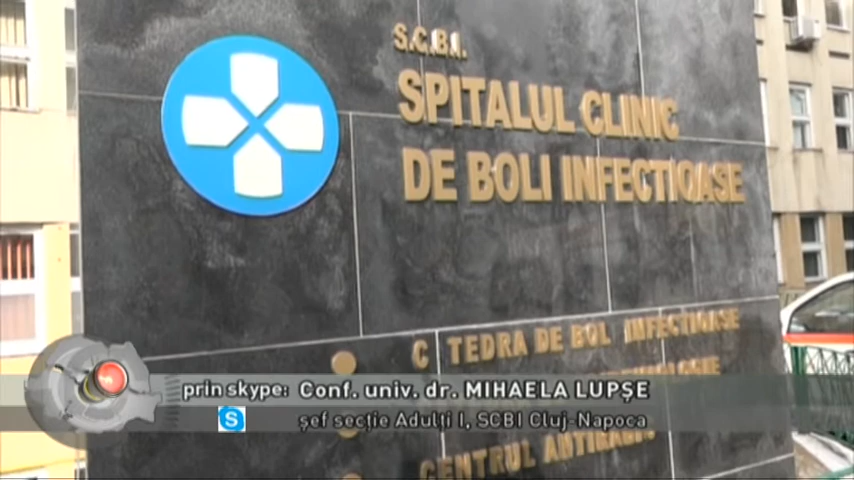 S.C.B.I.
SPITALUL CLINIC
DE BOLI INFECTIOASE
C TEDRA DE BOL INFECTIOASE
prin skype: Conf. univ. dr. MIHAELA LUPȘE
S
șef secție Adulți I, SCBI Cluj-Napoca
CENTRUL